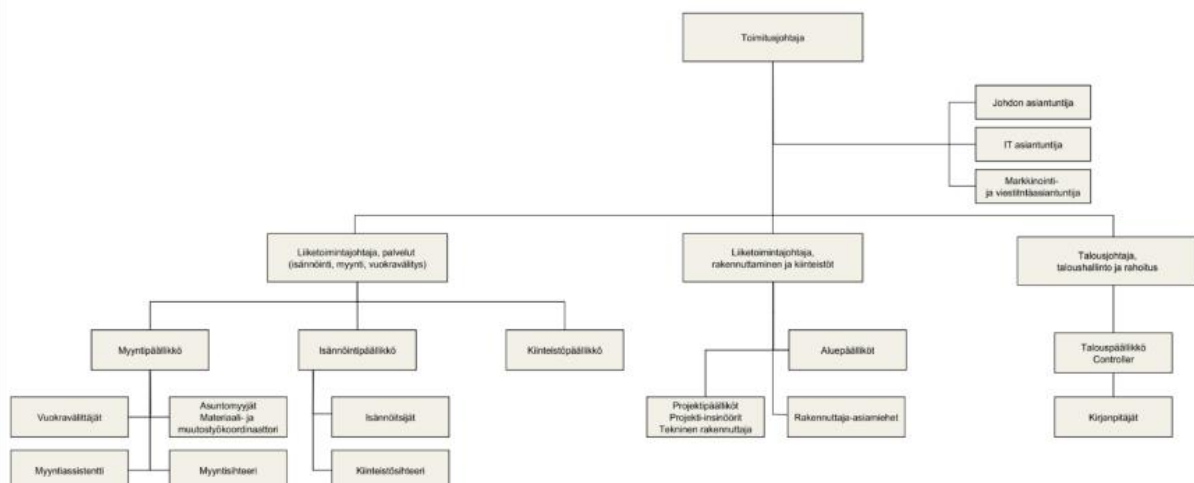 Toimitusjohtaja
Johdon asiantuntija
IT asiantuntija
Markkinointi-
ja viestitntäasiantuntija
Liiketoimintajohtaja, palvelut
(isännöinti, myynti, vuokravälitys)
Liiketoimintajohtaja,
rakennuttaminen ja kiinteistöt
Talousjohtaja,
taloushallinto ja rahoitus
Myyntipäällikkö
Isännöintipäällikkö
Kiinteistöpäällikkö
Aluepäälliköt
Talouspäällikkö
Controller
Vuokravälittäjät
Asuntomyyjät
Materiaali- ja
muutostyökoordinaattori
Isännöitsijät
Projektipäälliköt
Projekti-insinöörit
Tekninen rakennuttaja
Rakennuttaja-asiamiehet
Kirjanpitäjät
Myyntiassistentti
Myyntisihteeri
Kiinteistösihteeri